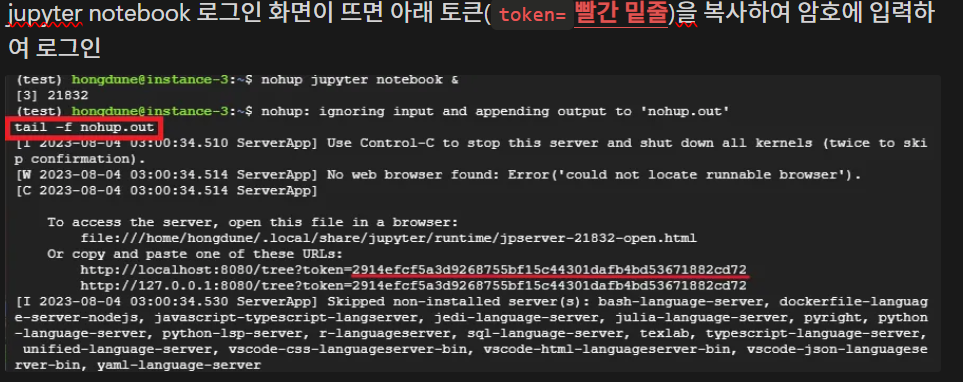 jupyter notebook 로그인 화면이 뜨면 아래 토큰( token= 빨간 밑줄)을 복사하여 암호에 입력하
여 로그인
(test) hongdune@instance-3:~$ nohup jupyter notebook &
[3] 21832
(test) hongdune@instance-3:~$ nohup: ignoring input and appending output to 'nohup.out'
tail -f nohup.out
[I 2023-08-04 03:00:34.510 ServerApp] Use Control-C to stop this server and shut down all kernels (twice to ski
p confirmation).
[W 2023-08-04 03:00:34.514 ServerApp] No web browser found: Error('could not locate runnable browser').
[C 2023-08-04 03:00:34.514 ServerApp]
To access the server, open this file in a browser:
file:///home/hongdune/.local/share/jupyter/runtime/jpserver-21832-open.html
Or copy and paste one of these URLs:
http://localhost:8080/tree?token=2914efcf5a3d9268755bf15c44301dafb4bd53671882cd72
http://127.0.0.1:8080/tree?token=2914efcf5a3d9268755bf15c44301dafb4bd53671882cd72
[I 2023-08-04 03:00:34.530 ServerApp] Skipped non-installed server(s): bash-language-server, dockerfile-languag
e-server-nodejs, javascript-typescript-langserver, jedi-language-server, julia-language-server, pyright, python
-language-server, python-lsp-server, r-languageserver, sql-language-server, texlab, typescript-language-server,
unified-language-server, vscode-css-languageserver-bin, vscode-html-languageserver-bin, vscode-json-languagese
rver-bin, yaml-language-server